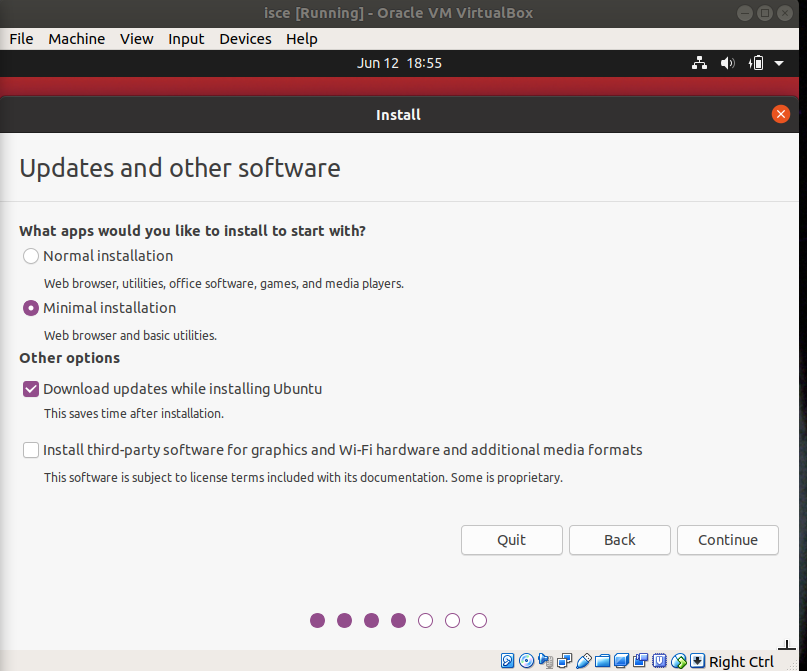 isce [Running] - Oracle VM VirtualBox
File Machine View Input Devices Help
Jun 12 18:55
Install
Updates and other software
What apps would you like to install to start with?
Normal installation
Web browser, utilities, office software, games, and media players.
Minimal installation
Web browser and basic utilities.
Other options
Download updates while installing Ubuntu
This saves time after installation.
Install third-party software for graphics and Wi-Fi hardware and additional media formats
This software is subject to license terms included with its documentation. Some is proprietary.
Quit Back Continue
Right Ctrl